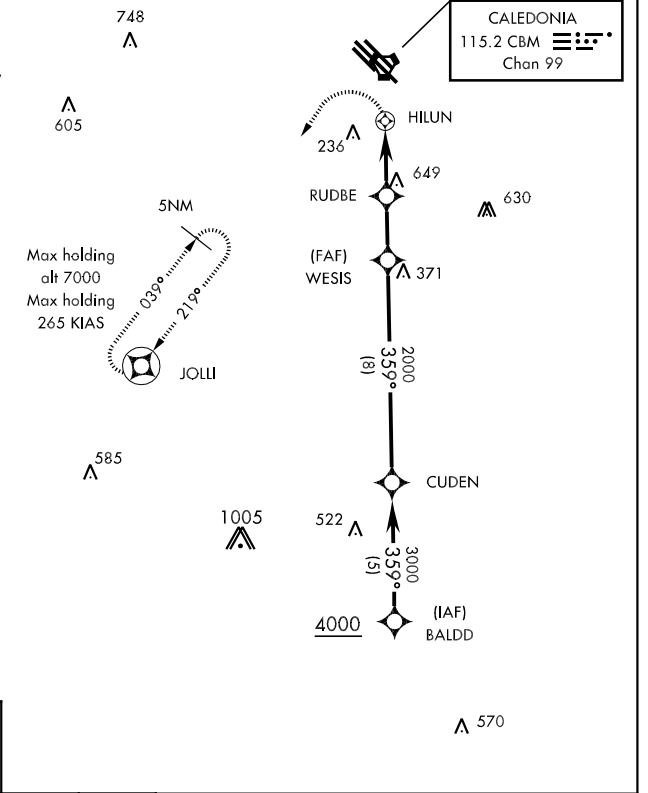 748
CALEDONIA
115.2 CBM
Chan 99
605
HILUN
236
649
RUDBE
630
5NM
(FAF)
WESIS
371
Max holding
alt 7000
Max holding
265 KIAS
039°
219°
JOLLI
2000
359°
(8)
585
CUDEN
1005
522
3000
359°
(5)
4000
(IAF)
BALDD
570